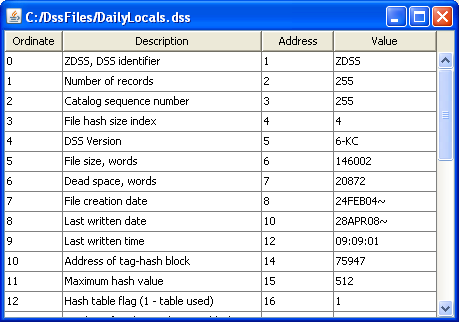 C:/DssFiles/DailyLocals.dss
Ordinate Description Address Value
0 ZDSS, DSS identifier 1 ZDSS
1 Number of records 2 255
2 Catalog sequence number 3 255
3 File hash size index 4 4
4 DSS Version 5 6-KC
5 File size, words 6 146002
6 Dead space, words 7 20872
7 File creation date 8 24FEB04~
8 Last written date 10 28APR08~
9 Last written time 12 09:09:01
10 Address of tag-hash block 14 75947
11 Maximum hash value 15 512
12 Hash table flag (1 - table used) 16 1